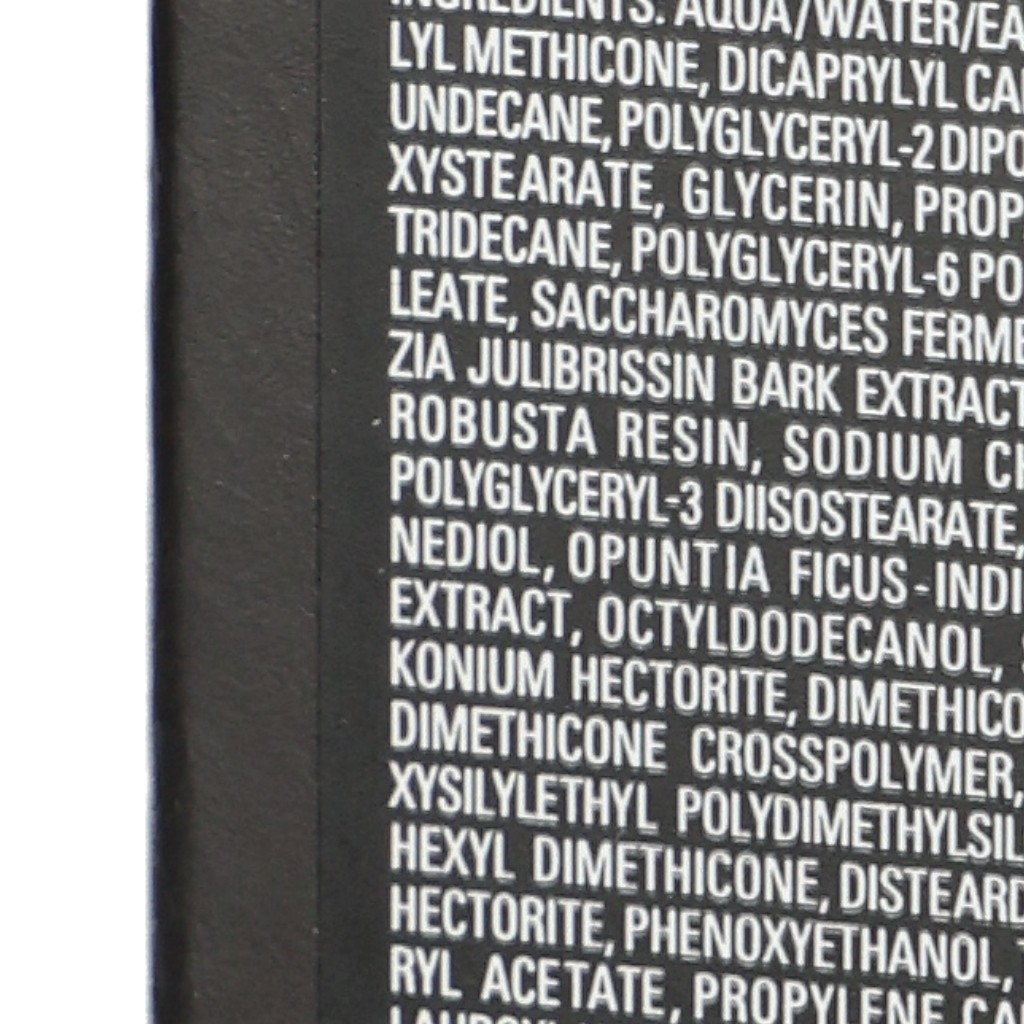 INGREDIENTS: AQUA/WATER/EA
LYL METHICONE, DICAPRYLYL CA
UNDECANE, POLYGLYCERYL-2 DIPO
XYSTEARATE, GLYCERIN, PROP
TRIDECANE, POLYGLYCERYL-6 PO
LEATE, SACCHAROMYCES FERME
ZIA JULIBRISSIN BARK EXTRACT
ROBUSTA RESIN, SODIUM CH
POLYGLYCERYL-3 DIISOSTEARATE,
NEDIOL, OPUNTIA FICUS-INDI
EXTRACT, OCTYLDODECANOL,
KONIUM HECTORITE, DIMETHICO
DIMETHICONE CROSSPOLYMER,
XYSILYLETHYL POLYDIMETHYLSIL
HEXYL DIMETHICONE, DISTEARD
HECTORITE, PHENOXYETHANOL,
RYL ACETATE, PROPYLENE CA